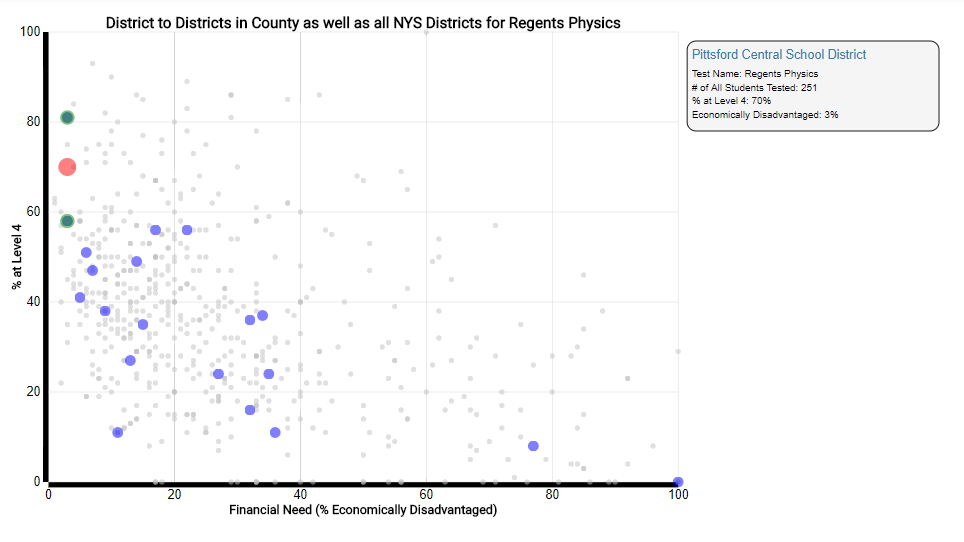 District to Districts in County as well as all NYS Districts for Regents Physics
Pittsford Central School District
Test Name: Regents Physics
# of All Students Tested: 251
% at Level 4: 70%
Economically Disadvantaged: 3%
% at Level 4
100
80
60
40
20
0
0 20 40 60 80 100
Financial Need (% Economically Disadvantaged)